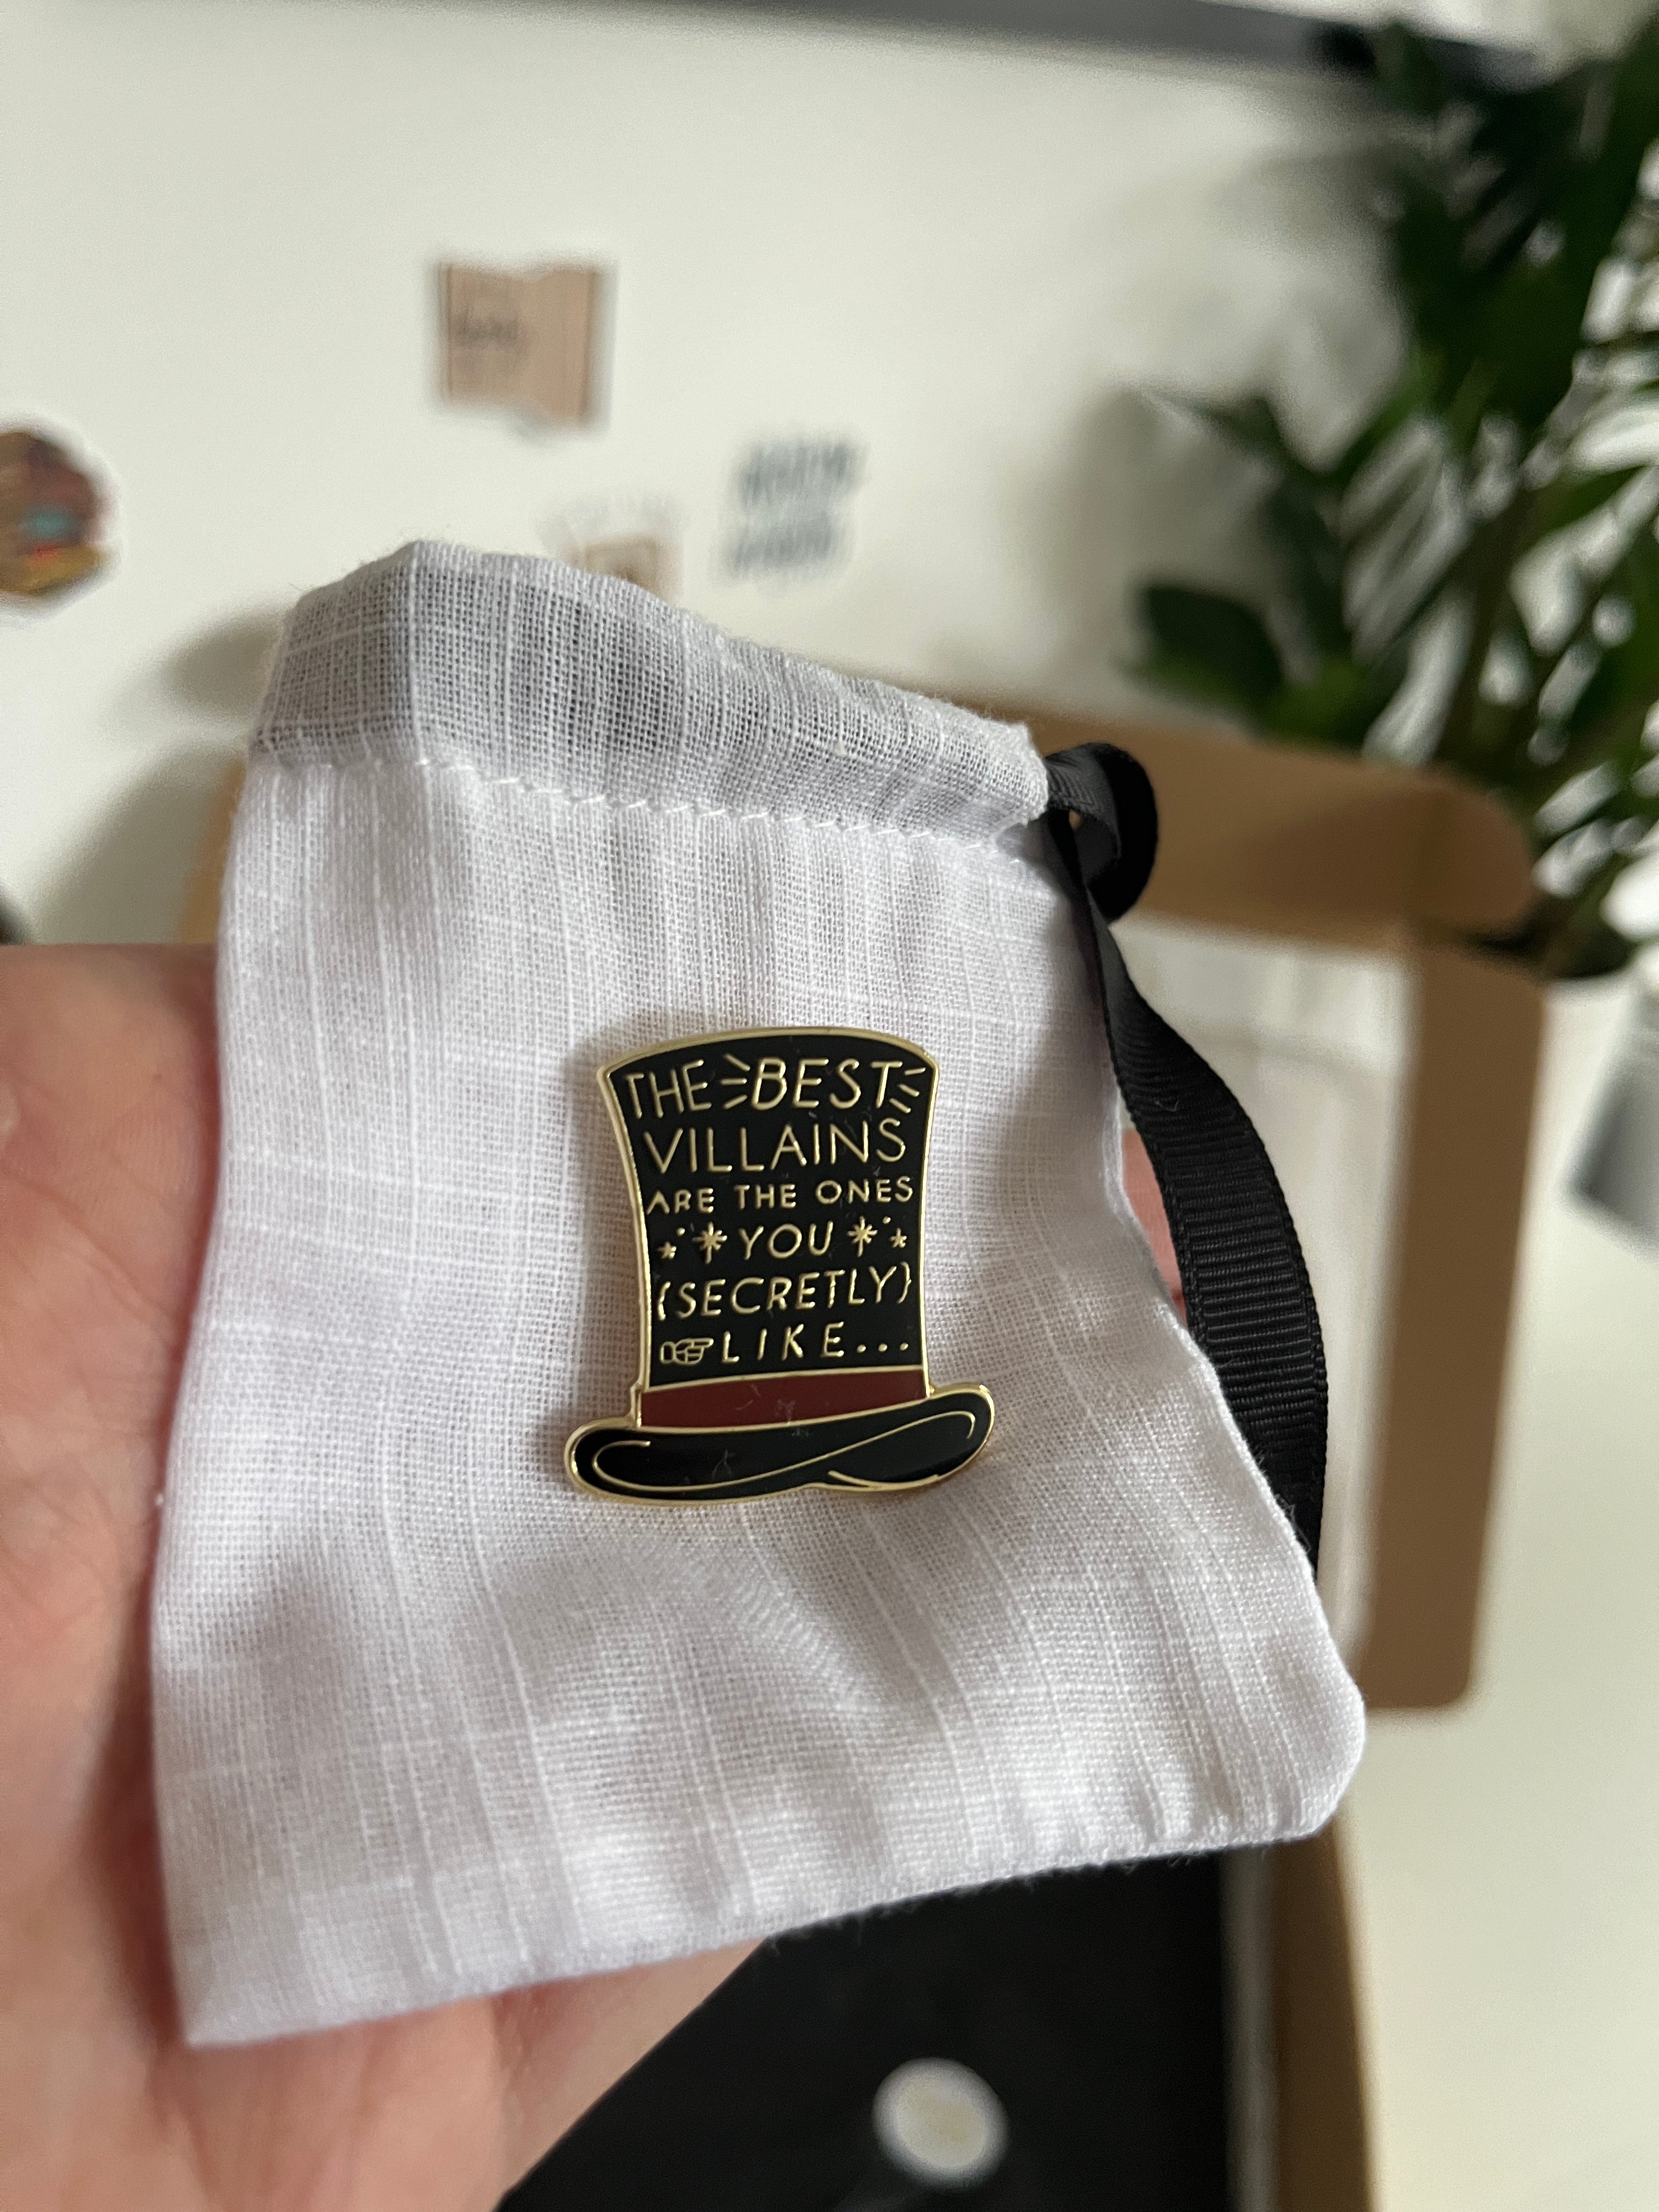 THE BEST
VILLAINS
ARE THE ONES
YOU
{SECRETLY}
LIKE...